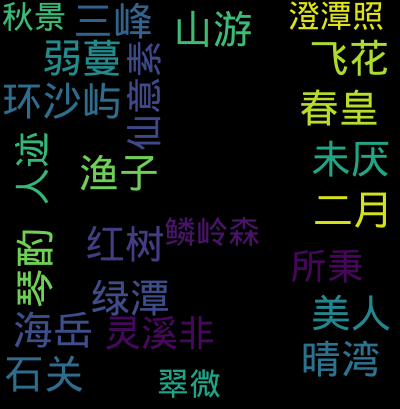 秋景
三峰
山游
澄潭照
弱蔓
仙意素
飞花
环沙屿
春皇
人迹
渔子
未厌
二月
琴酌
红树
鳞岭森
所秉
绿潭
海岳
灵溪非
美人
石关
翠微
晴湾